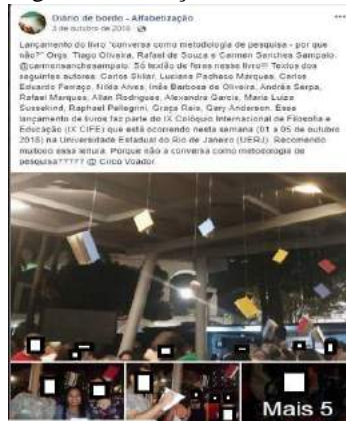 Diário de bordo - Alfabetização
3 de outubro de 2018
Lançamento do livro "conversa como metodologia de pesquisa - por que
não?" Orgs. Tiago Oliveira, Rafael de Souza e Carmen Sanches Sampaio.
@carmensanchesampaio. Só textão de feras nesse livro!!! Textos dos
seguintes autores: Carlos Skliar, Luciana Pacheco Marques, Carlos
Eduardo Ferraço, Nilda Alves, Inês Barbosa de Oliveira, Andréa Serpa,
Rafael Marques, Allan Rodrigues, Alexandra Garcia, Maria Luiza
Sussekind, Raphael Pellegrini, Graça Reis, Gary Anderson. Esse
lançamento de livros faz parte do IX Colóquio Internacional de Filosofia e
Educação (IX CIFE) que está ocorrendo nesta semana (01 a 05 de outubro
2018) na Universidade Estadual do Rio de Janeiro (UERJ). Recomendo
muitooo essa leitura. Porque não a conversa como metodologia de
pesquisa????? @ Circo Voador.
Mais 5